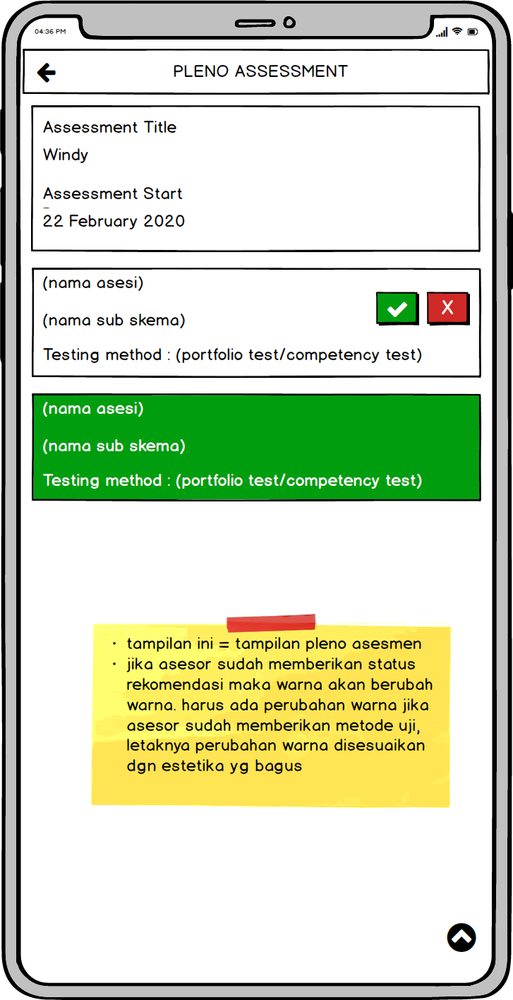 04:36 PM
PLENO ASSESSMENT
Assessment Title
Windy
Assessment Start
22 February 2020
(nama asesi)
(nama sub skema)
X
Testing method : (portfolio test/competency test)
(nama asesi)
(nama sub skema)
Testing method : (portfolio test/competency test)
· tampilan ini = tampilan pleno asesmen
· jika asesor sudah memberikan status
rekomendasi maka warna akan berubah
warna. harus ada perubahan warna jika
asesor sudah memberikan metode uji,
letaknya perubahan warna disesuaikan
dgn estetika yg bagus